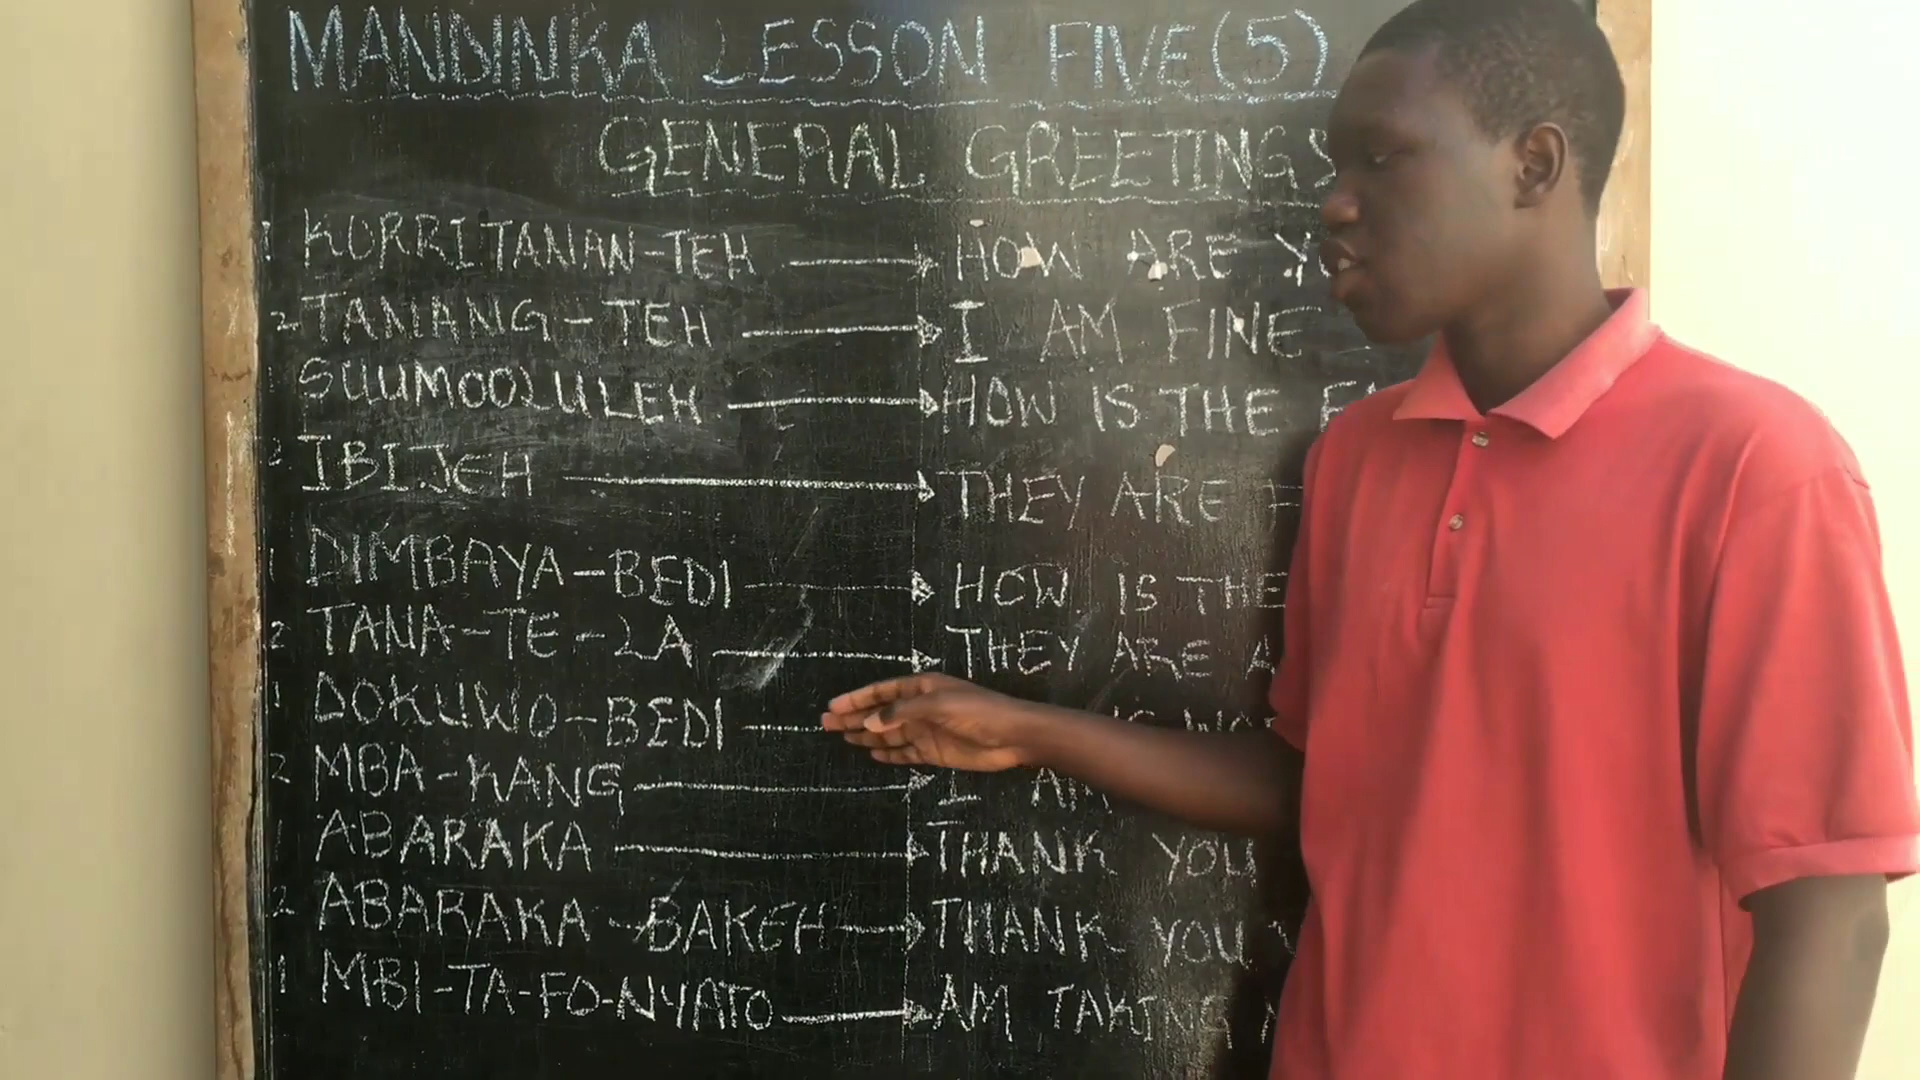 MANDINKA LESSON FIVE (5)
GENERAL GREETINGS
1 KORRITANAN-TEH → HOW ARE
2 TANANG-TEH → I AM FINE
1 SUUMOOLULEH → HOW IS THE
2 IBIJEH → THEY ARE
1 DIMBAYA-BEDI → HOW IS THE
2 TANA-TE-LA → THEY ARE
1 DOKUWO-BEDI
2 MBA-KANG → I AM
1 ABARAKA → THANK YOU
2 ABARAKA-BAKEH → THANK YOU
1 MBI-TA-FO-NYATO → AM TAKING